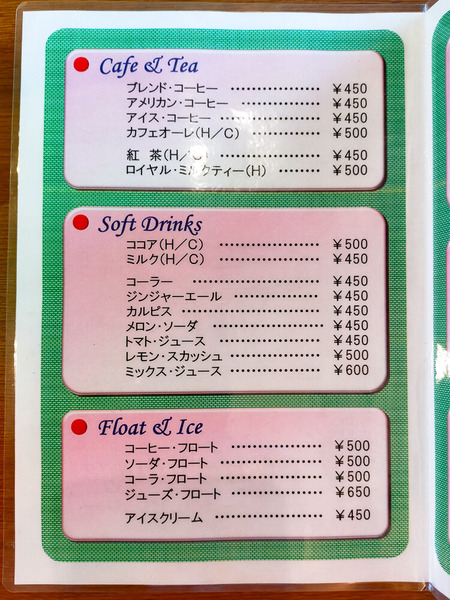 Cafe & Tea
ブレンド・コーヒー ・・・・・・・・・・・・・・・・・・ ￥450
アメリカン・コーヒー ・・・・・・・・・・・・・・・・ ￥450
アイス・コーヒー ・・・・・・・・・・・・・・・・・・・・ ￥450
カフェオーレ(H／C) ・・・・・・・・・・・・・・・・ ￥500
紅 茶(H／C) ・・・・・・・・・・・・・・・・・・・・ ￥450
ロイヤル・ミルクティー(H) ・・・・・・・・・・ ￥500
Soft Drinks
ココア(H／C) ・・・・・・・・・・・・・・・・・・・・ ￥500
ミルク(H／C) ・・・・・・・・・・・・・・・・・・・・ ￥450
コーラー ・・・・・・・・・・・・・・・・・・・・・・・・ ￥450
ジンジャーエール ・・・・・・・・・・・・・・・・・ ￥450
カルピス ・・・・・・・・・・・・・・・・・・・・・・・ ￥450
メロン・ソーダ ・・・・・・・・・・・・・・・・・・・・ ￥450
トマト・ジュース ・・・・・・・・・・・・・・・・・・ ￥450
レモン・スカッシュ ・・・・・・・・・・・・・・・・ ￥500
ミックス・ジュース ・・・・・・・・・・・・・・・・ ￥600
Float & Ice
コーヒー・フロート ・・・・・・・・・・・・・・・・ ￥500
ソーダ・フロート ・・・・・・・・・・・・・・・・・・ ￥500
コーラ・フロート ・・・・・・・・・・・・・・・・・・ ￥500
ジューズ・フロート ・・・・・・・・・・・・・・・・ ￥650
アイスクリーム ・・・・・・・・・・・・・・・・・・・・ ￥450